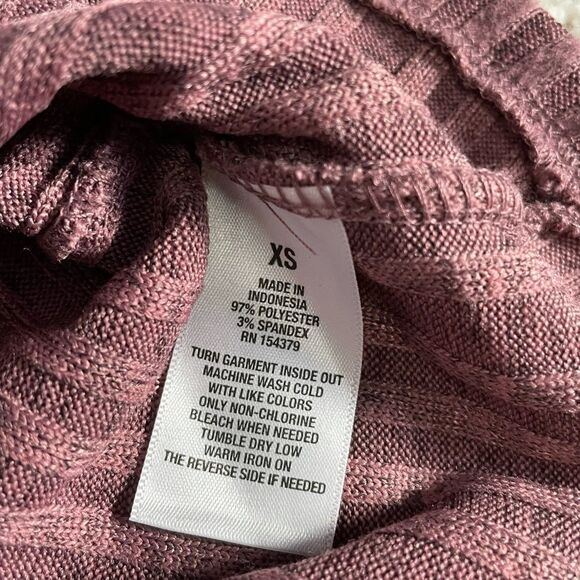 XS
MADE IN
INDONESIA
97% POLYESTER
3% SPANDEX
RN 154379
TURN GARMENT INSIDE OUT
MACHINE WASH COLD
WITH LIKE COLORS
ONLY NON-CHLORINE
BLEACH WHEN NEEDED
TUMBLE DRY LOW
WARM IRON ON
THE REVERSE SIDE IF NEEDED